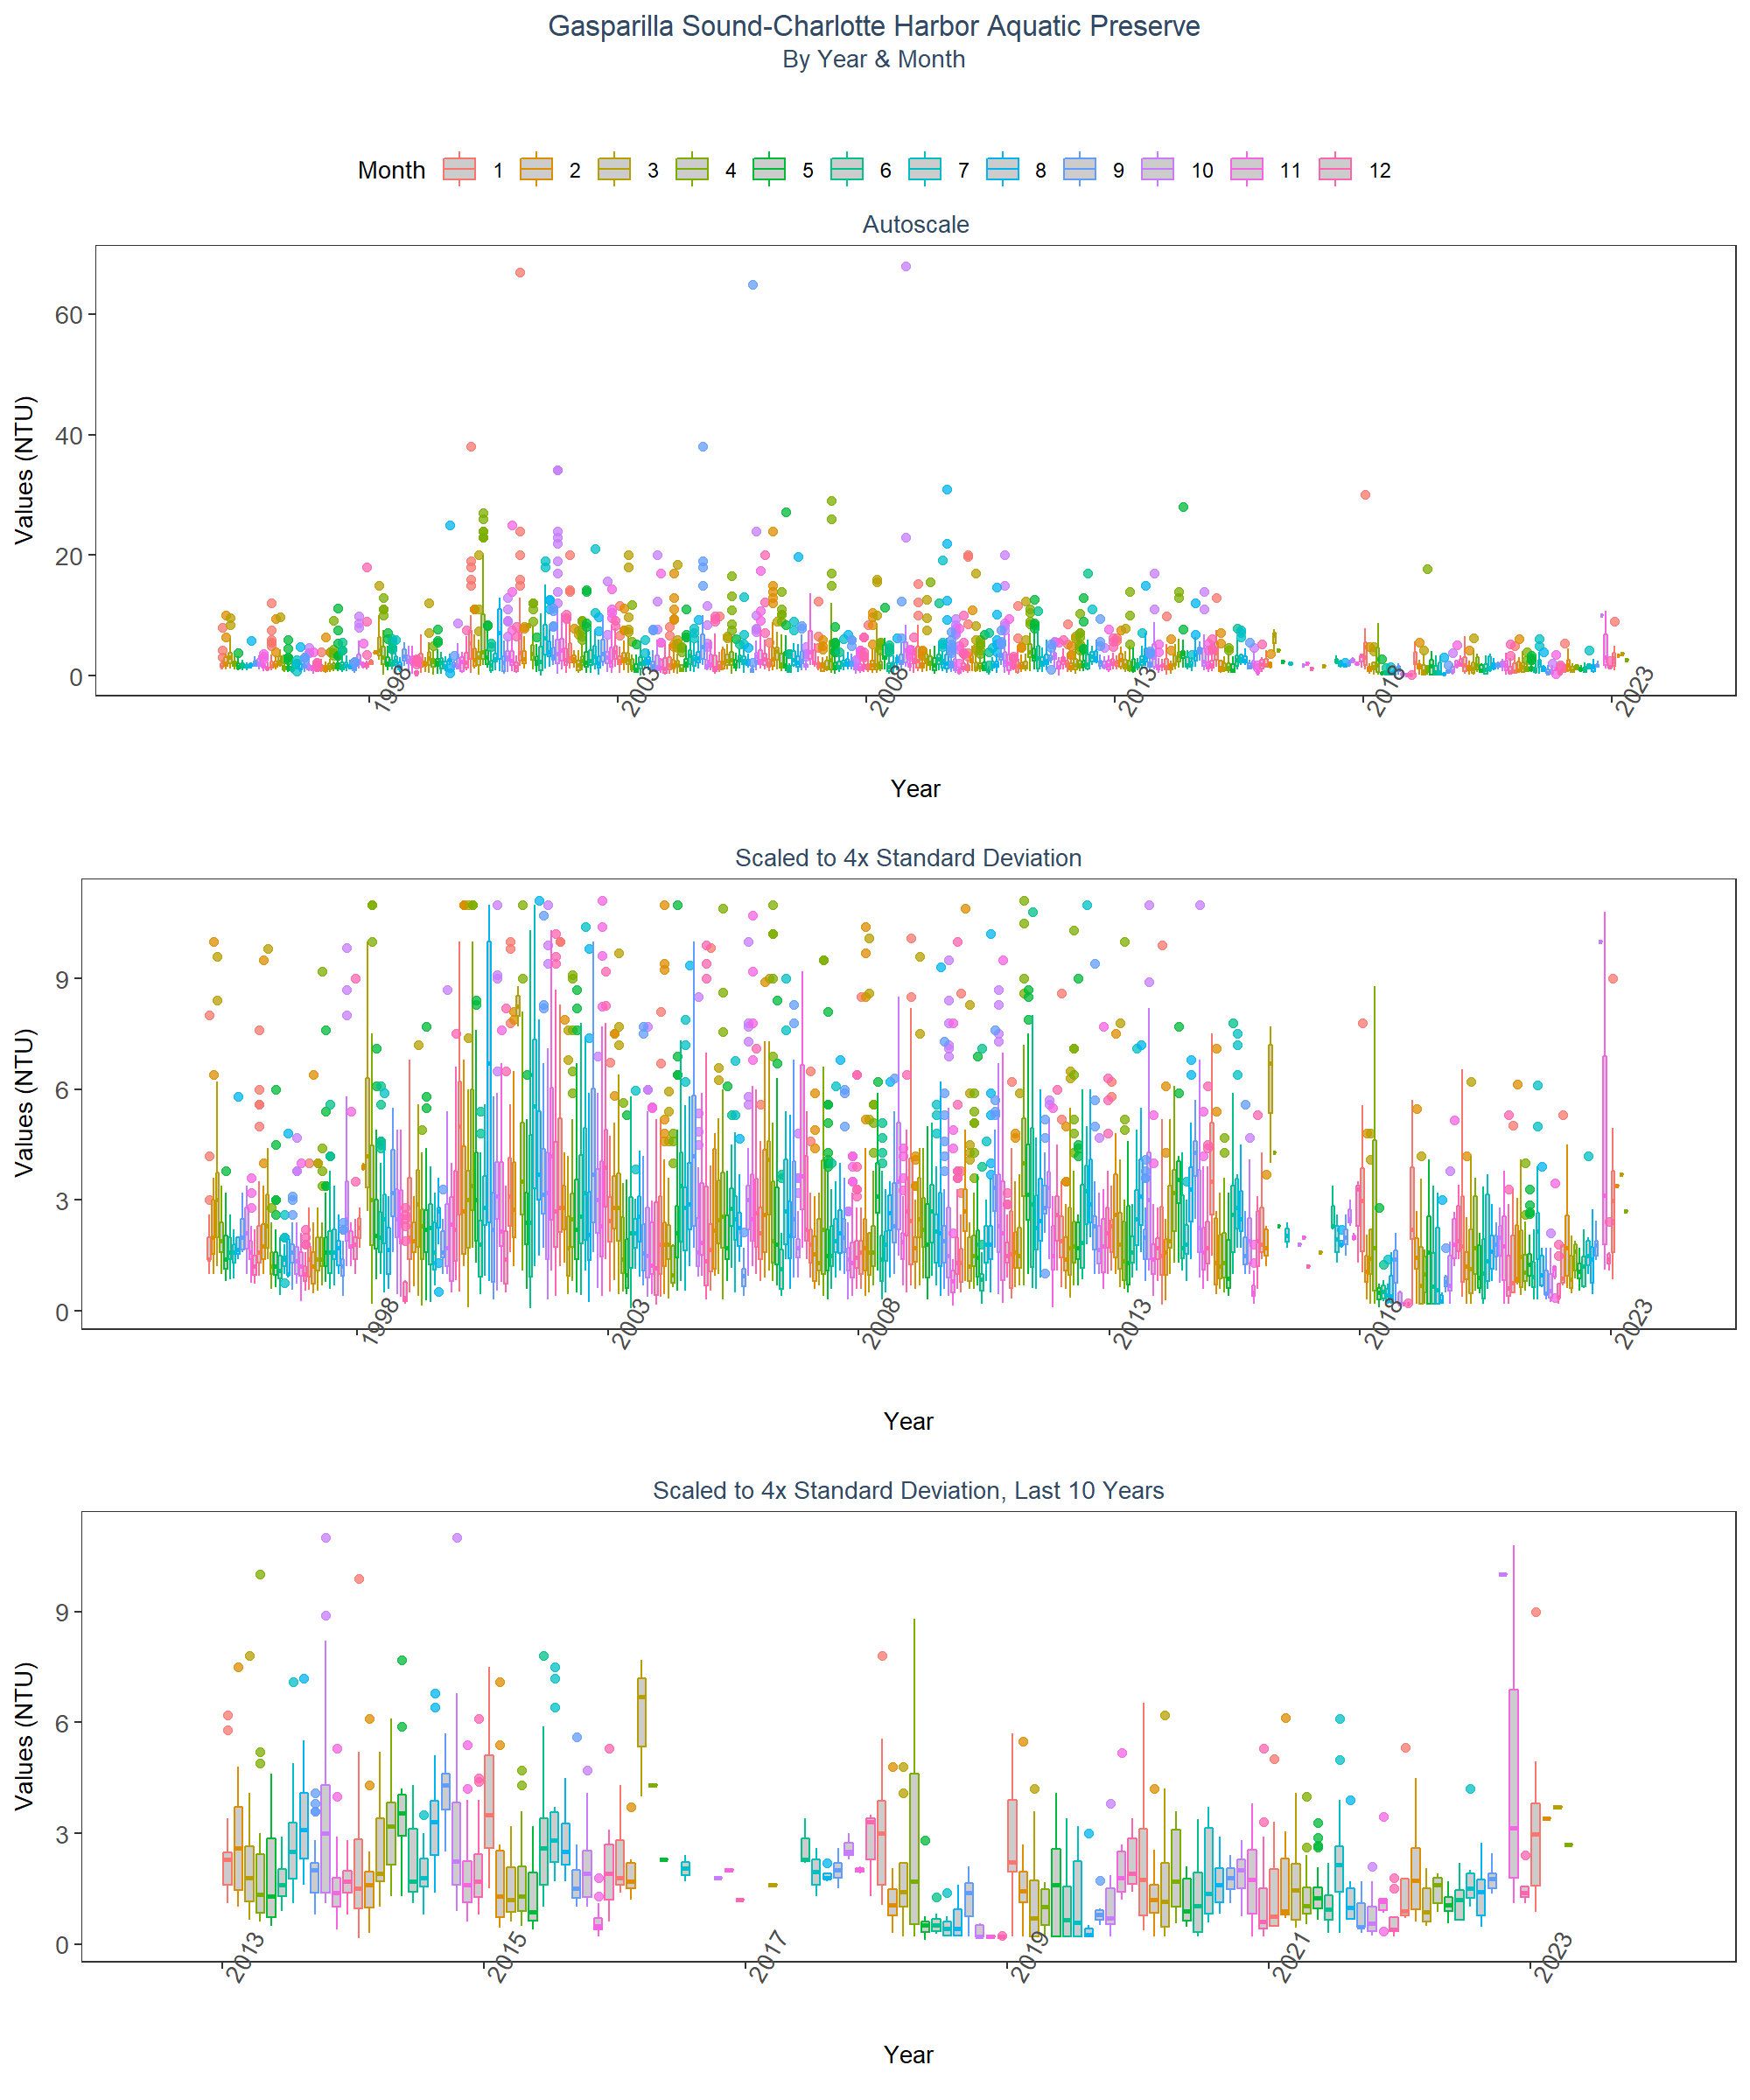 Gasparilla Sound-Charlotte Harbor Aquatic Preserve
By Year & Month
Month 1 2 3 4 5 6 7 8 9 10 11 12
Autoscale
Values (NTU)
60
40
20
0
1998 2003 2008 2013 2018 2023
Year
Scaled to 4x Standard Deviation
Values (NTU)
9
6
3
0
1998 2003 2008 2013 2018 2023
Year
Scaled to 4x Standard Deviation, Last 10 Years
Values (NTU)
9
6
3
0
2013 2015 2017 2019 2021 2023
Year